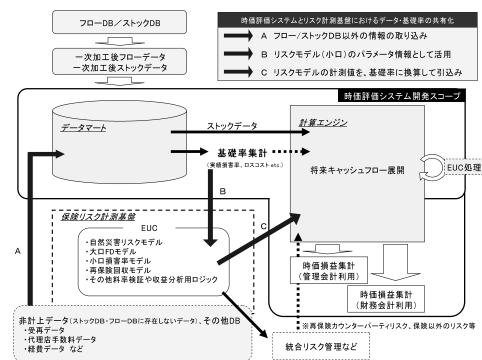 フローDB／ストックDB
一次加工後フローデータ
一次加工後ストックデータ
時価評価システムとリスク計測基盤におけるデータ・基礎率の共有化
A フロー/ストックDB以外の情報の取り込み
B リスクモデル（小口）のパラメータ情報として活用
C リスクモデルの計測値を、基礎率に換算して引込み
時価評価システム開発スコープ
データマート
ストックデータ
基礎率集計
（実績損害率、ロスコストetc.）
計算エンジン
将来キャッシュフロー展開
EUC処理
B
C
A
保険リスク計測基盤
EUC
・自然災害リスクモデル
・大口FDモデル
・小口損害率モデル
・再保険回収モデル
・その他料率検証や収益分析用ロジック
時価損益集計
（管理会計利用）
時価損益集計
（財務会計利用）
非計上データ（ストックDB・フローDBに存在しないデータ）、その他DB
・受再データ
・代理店手数料データ
・経費データ など
※再保険カウンターパーティリスク、保険以外のリスク等
統合リスク管理など